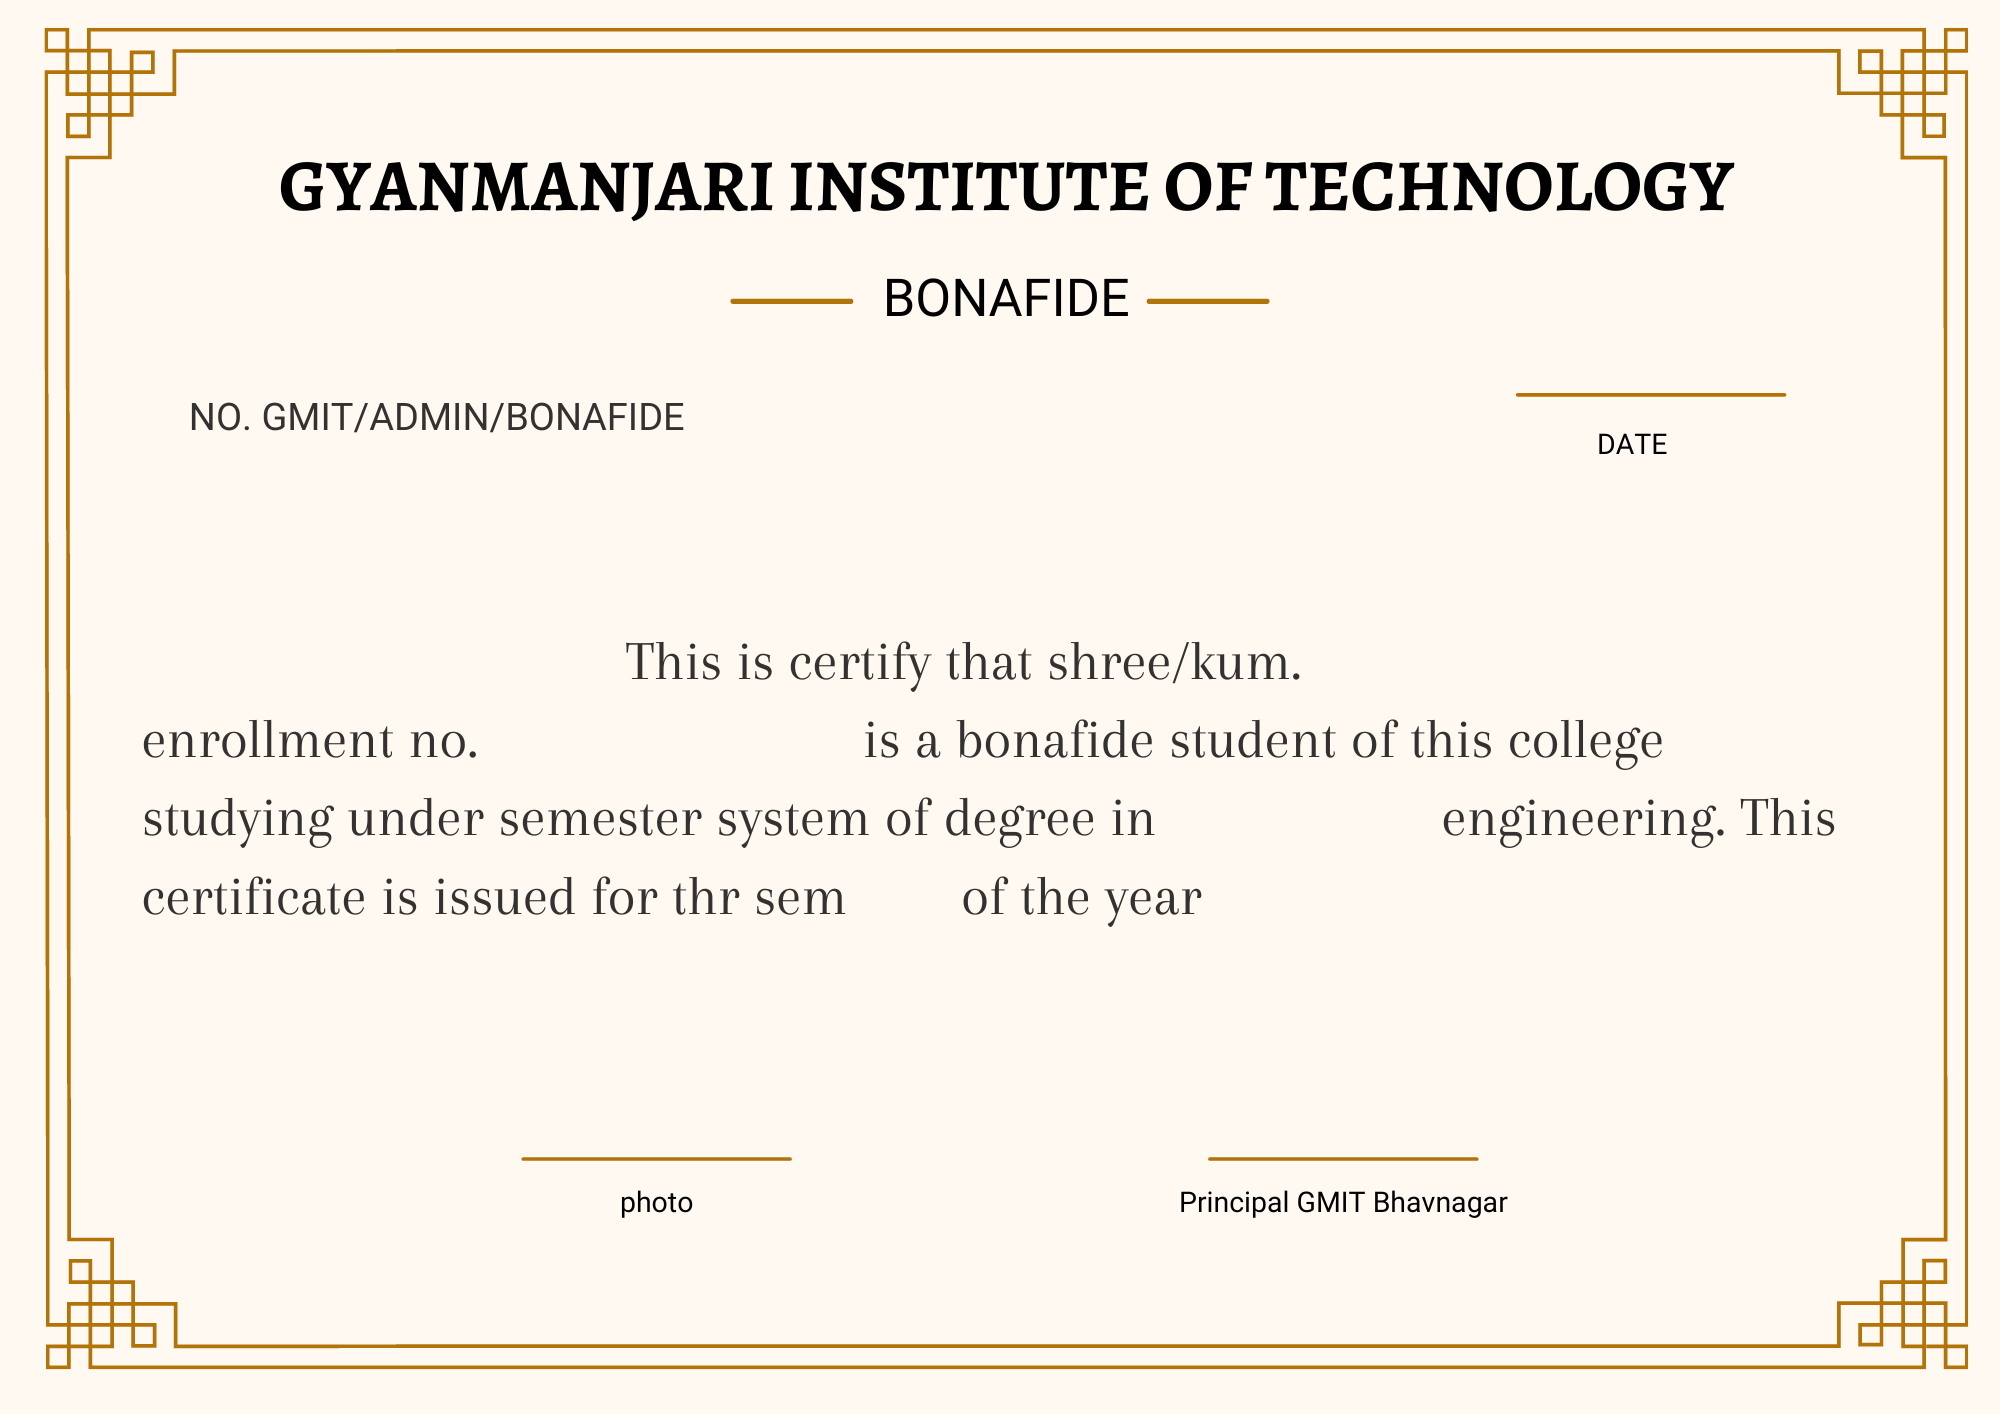 GYANMANJARI INSTITUTE OF TECHNOLOGY
BONAFIDE
NO. GMIT/ADMIN/BONAFIDE
DATE
This is certify that shree/kum.
enrollment no. is a bonafide student of this college
studying under semester system of degree in engineering. This
certificate is issued for thr sem of the year
photo
Principal GMIT Bhavnagar